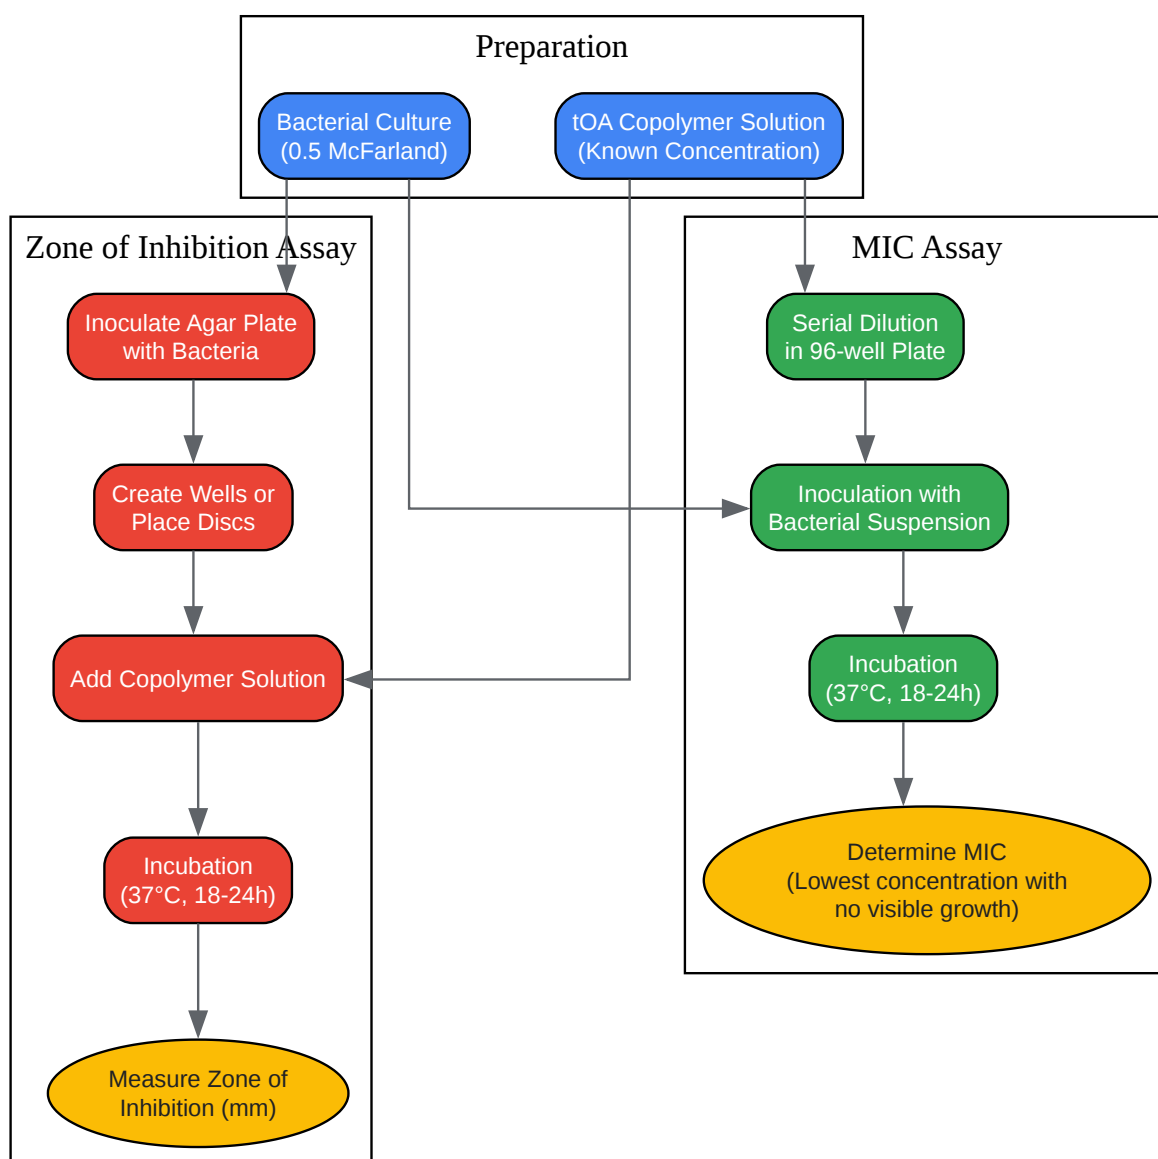 Preparation
Bacterial Culture
(0.5 McFarland)
tOA Copolymer Solution
(Known Concentration)
Zone of Inhibition Assay
Inoculate Agar Plate
with Bacteria
Create Wells or
Place Discs
Add Copolymer Solution
Incubation
(37°C, 18-24h)
Measure Zone of
Inhibition (mm)
MIC Assay
Serial Dilution
in 96-well Plate
Inoculation with
Bacterial Suspension
Incubation
(37°C, 18-24h)
Determine MIC
(Lowest concentration with
no visible growth)